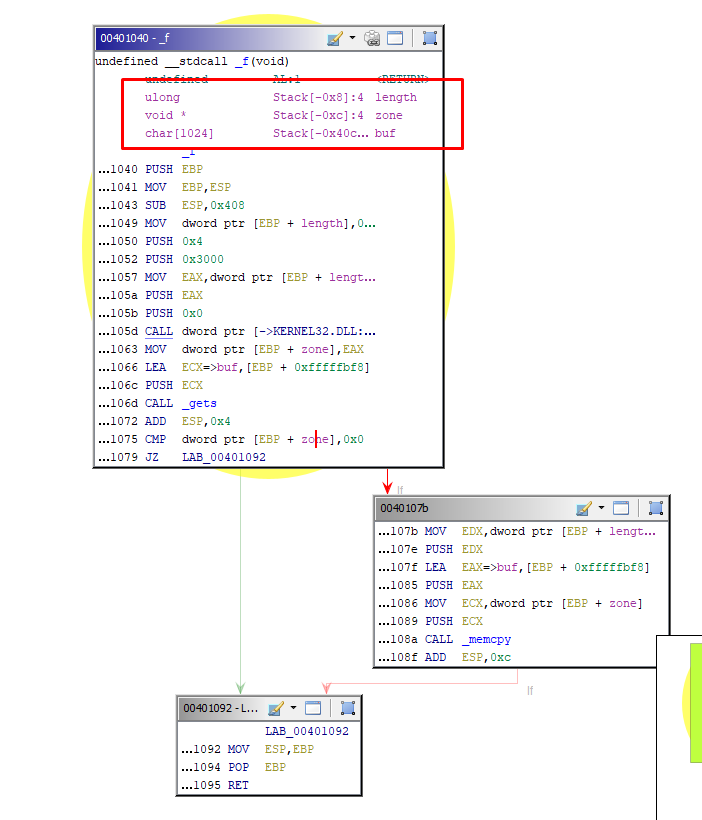 00401040 - _f
undefined __stdcall _f(void)
undefined AL:1 <RETURN>
ulong Stack[-0x8]:4 length
void * Stack[-0xc]:4 zone
char[1024] Stack[-0x40c... buf
_f
...1040 PUSH EBP
...1041 MOV EBP,ESP
...1043 SUB ESP,0x408
...1049 MOV dword ptr [EBP + length],0...
...1050 PUSH 0x4
...1052 PUSH 0x3000
...1057 MOV EAX,dword ptr [EBP + lengt...
...105a PUSH EAX
...105b PUSH 0x0
...105d CALL dword ptr [->KERNEL32.DLL:...
...1063 MOV dword ptr [EBP + zone],EAX
...1066 LEA ECX=>buf,[EBP + 0xfffffbf8]
...106c PUSH ECX
...106d CALL _gets
...1072 ADD ESP,0x4
...1075 CMP dword ptr [EBP + zone],0x0
...1079 JZ LAB_00401092
If
0040107b
...107b MOV EDX,dword ptr [EBP + lengt...
...107e PUSH EDX
...107f LEA EAX=>buf,[EBP + 0xfffffbf8]
...1085 PUSH EAX
...1086 MOV ECX,dword ptr [EBP + zone]
...1089 PUSH ECX
...108a CALL _memcpy
...108f ADD ESP,0xc
If
00401092 - L...
LAB_00401092
...1092 MOV ESP,EBP
...1094 POP EBP
...1095 RET